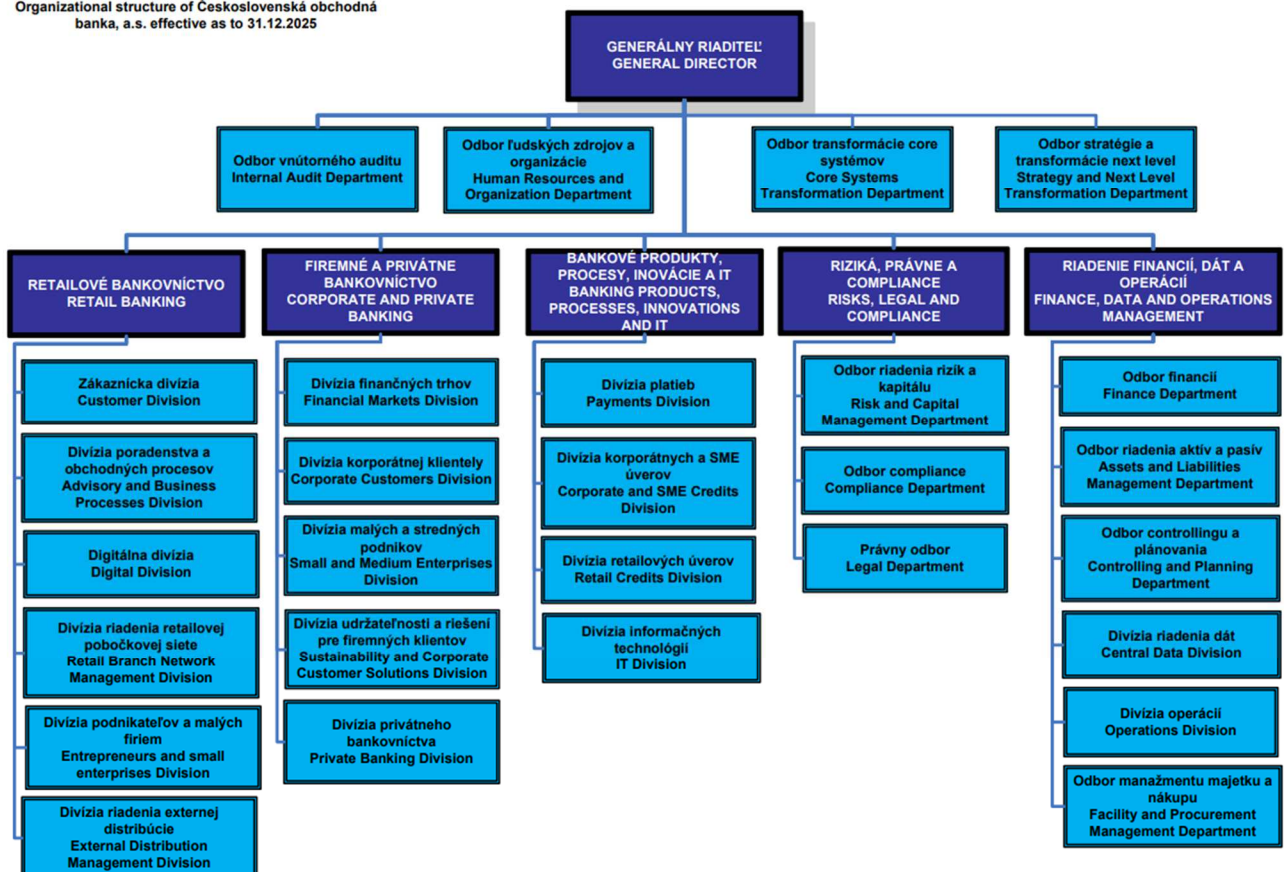 Organizational structure of Československá obchodná
banka, a.s. effective as to 31.12.2025
GENERÁLNY RIADITEĽ
GENERAL DIRECTOR
Odbor vnútorného auditu
Internal Audit Department
Odbor ľudských zdrojov a
organizácie
Human Resources and
Organization Department
Odbor transformácie core
systémov
Core Systems
Transformation Department
Odbor stratégie a
transformácie next level
Strategy and Next Level
Transformation Department
RETAILOVÉ BANKOVNÍCTVO
RETAIL BANKING
FIREMNÉ A PRIVÁTNE
BANKOVNÍCTVO
CORPORATE AND PRIVATE
BANKING
BANKOVÉ PRODUKTY,
PROCESY, INOVÁCIE A IT
BANKING PRODUCTS,
PROCESSES, INNOVATIONS
AND IT
RIZIKÁ, PRÁVNE A
COMPLIANCE
RISKS, LEGAL AND
COMPLIANCE
RIADENIE FINANCIÍ, DÁT A
OPERÁCIÍ
FINANCE, DATA AND OPERATIONS
MANAGEMENT
Zákaznícka divízia
Customer Division
Divízia poradenstva a
obchodných procesov
Advisory and Business
Processes Division
Digitálna divízia
Digital Division
Divízia riadenia retailovej
pobočkovej siete
Retail Branch Network
Management Division
Divízia podnikateľov a malých
firiem
Entrepreneurs and small
enterprises Division
Divízia riadenia externej
distribúcie
External Distribution
Management Division
Divízia finančných trhov
Financial Markets Division
Divízia korporátnej klientely
Corporate Customers Division
Divízia malých a stredných
podnikov
Small and Medium Enterprises
Division
Divízia udržateľnosti a riešení
pre firemných klientov
Sustainability and Corporate
Customer Solutions Division
Divízia privátneho
bankovníctva
Private Banking Division
Divízia platieb
Payments Division
Divízia korporátnych a SME
úverov
Corporate and SME Credits
Division
Divízia retailových úverov
Retail Credits Division
Divízia informačných
technológií
IT Division
Odbor riadenia rizík a
kapitálu
Risk and Capital
Management Department
Odbor compliance
Compliance Department
Právny odbor
Legal Department
Odbor financií
Finance Department
Odbor riadenia aktív a pasív
Assets and Liabilities
Management Department
Odbor controllingu a
plánovania
Controlling and Planning
Department
Divízia riadenia dát
Central Data Division
Divízia operácií
Operations Division
Odbor manažmentu majetku a
nákupu
Facility and Procurement
Management Department